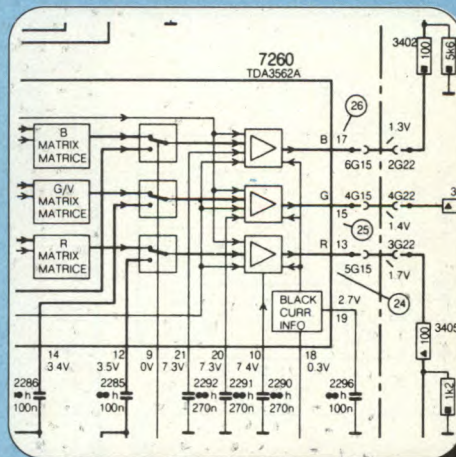 7260
TDA3562A
3402
100
5k6
26
1.3V
B 17
6G15 2G22
B
MATRIX
MATRICE
G/V
MATRIX
MATRICE
R
MATRIX
MATRICE
G 4G15 4G22
15
1.4V
25
R 13 3G22
5G15
1.7V
24
BLACK
CURR.
INFO
2.7V
19
3405
100
1k2
14 12 9 21 20 10 18
3.4V 3.5V 0V 7.3V 7.3V 7.4V 0.3V
2286 2285 2292 2291 2290 2296
h h h h h h
100n 100n 270n 270n 270n 100n